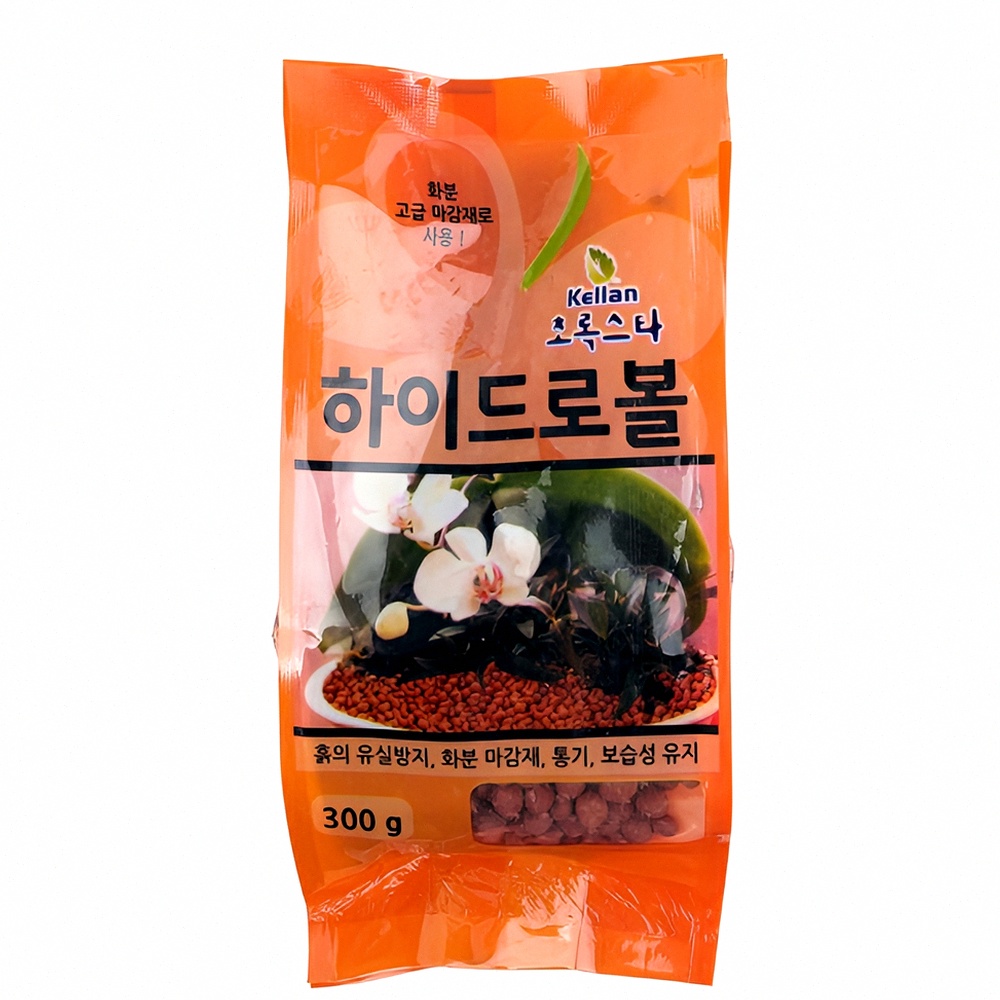 화분
고급 마감재로
사용!
Kellan
초록스타
하이드로볼
흙의 유실방지, 화분 마감재, 통기, 보습성 유지
300 g